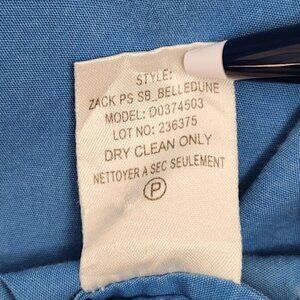 STYLE:
ZACK PS SB_BELLEDUNE
MODEL: D0374503
LOT NO: 236375
DRY CLEAN ONLY
NETTOYER A SEC SEULEMENT
P